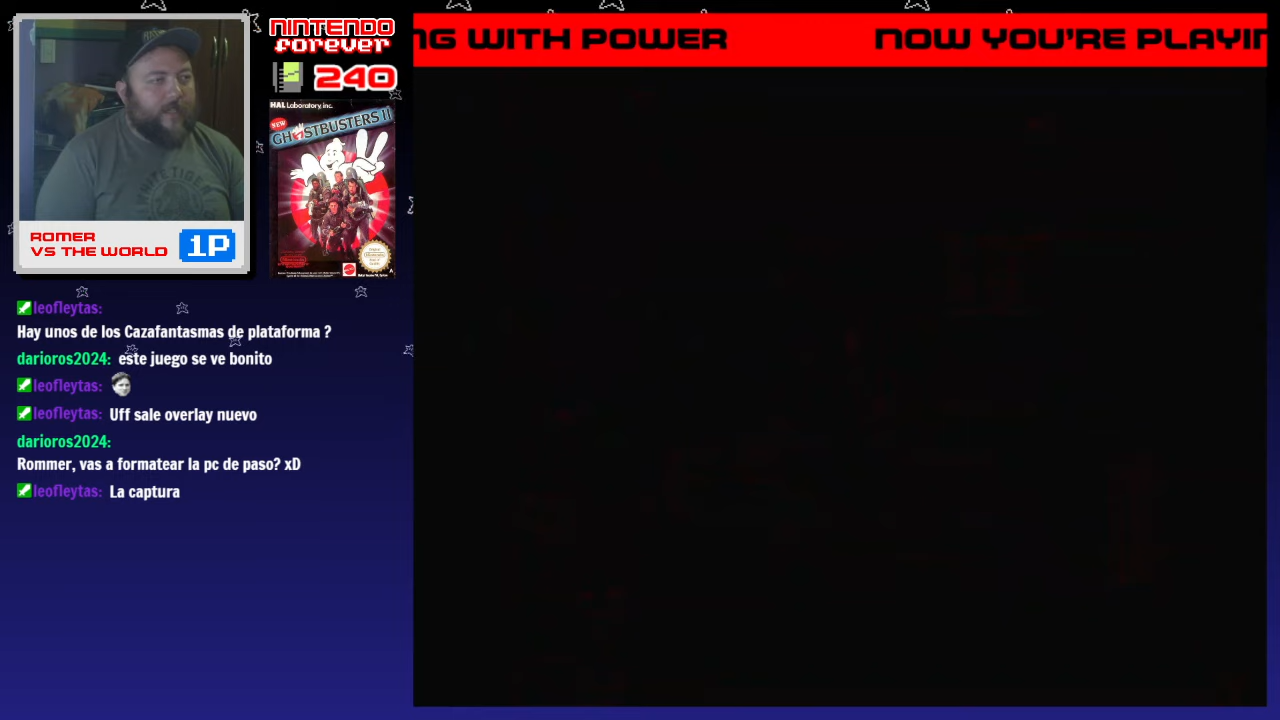 NINTENDO
forever
240
HAL Laboratory, Inc.
NEW
GHOSTBUSTERS II
ROMER
VS THE WORLD
1P
NG WITH POWER NOW YOU'RE PLAYIN
leofleytas:
Hay unos de los Cazafantasmas de plataforma ?
darioros2024: este juego se ve bonito
leofleytas:
leofleytas: Uff sale overlay nuevo
darioros2024:
Rommer, vas a formatear la pc de paso? xD
leofleytas: La captura